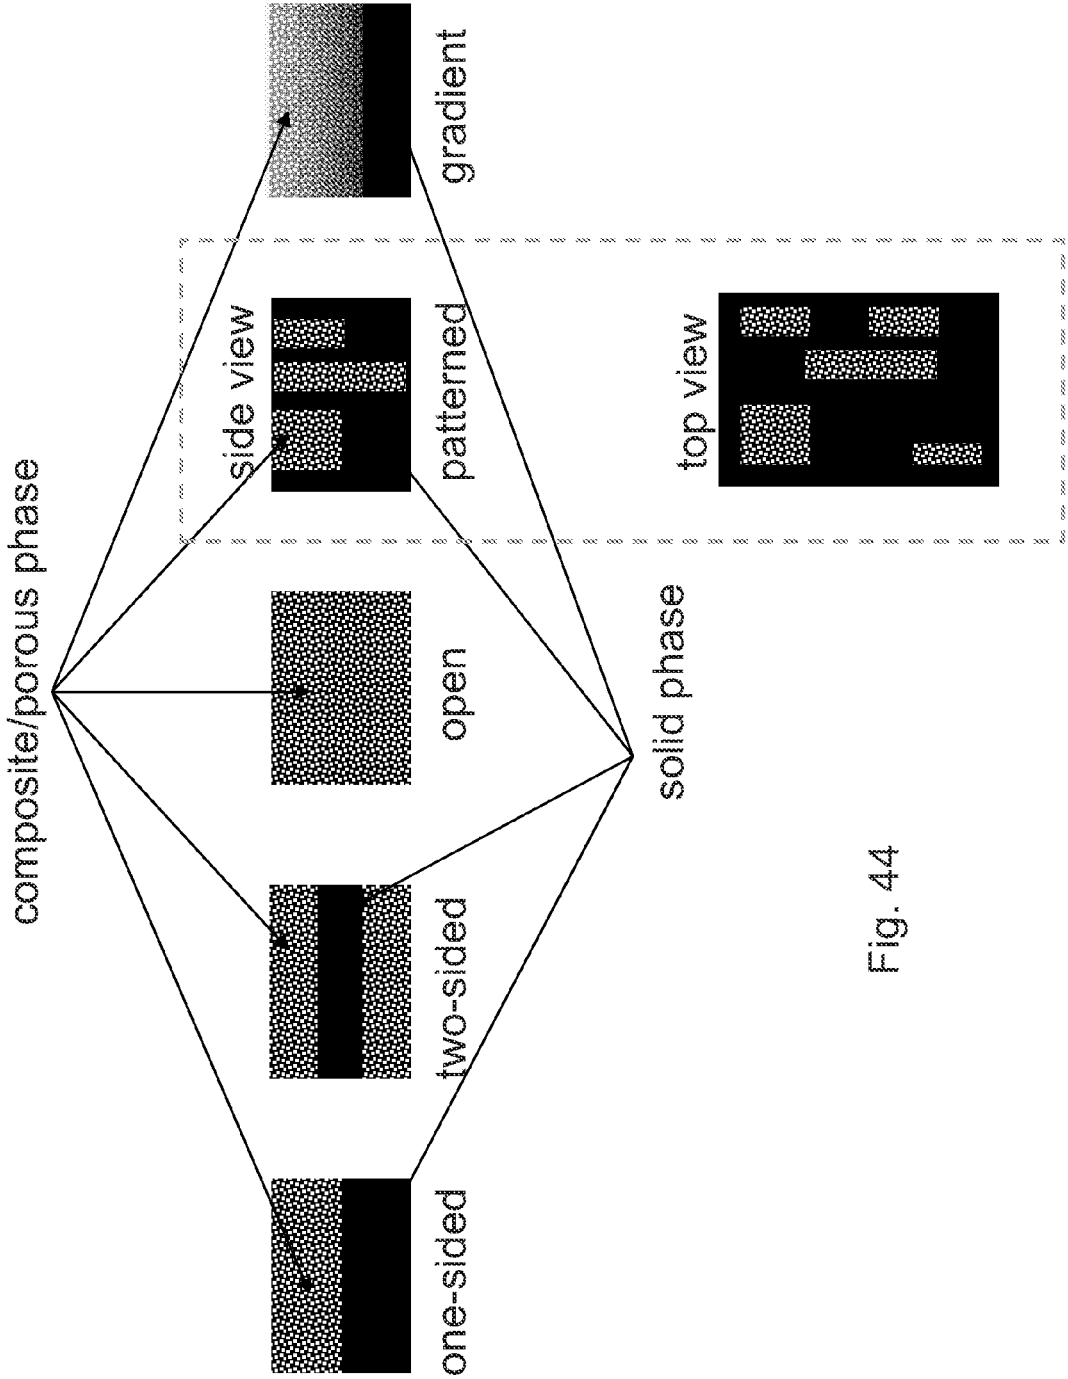 composite/porous phase
side view
one-sided
two-sided
open
patterned
gradient
solid phase
top view
Fig. 44